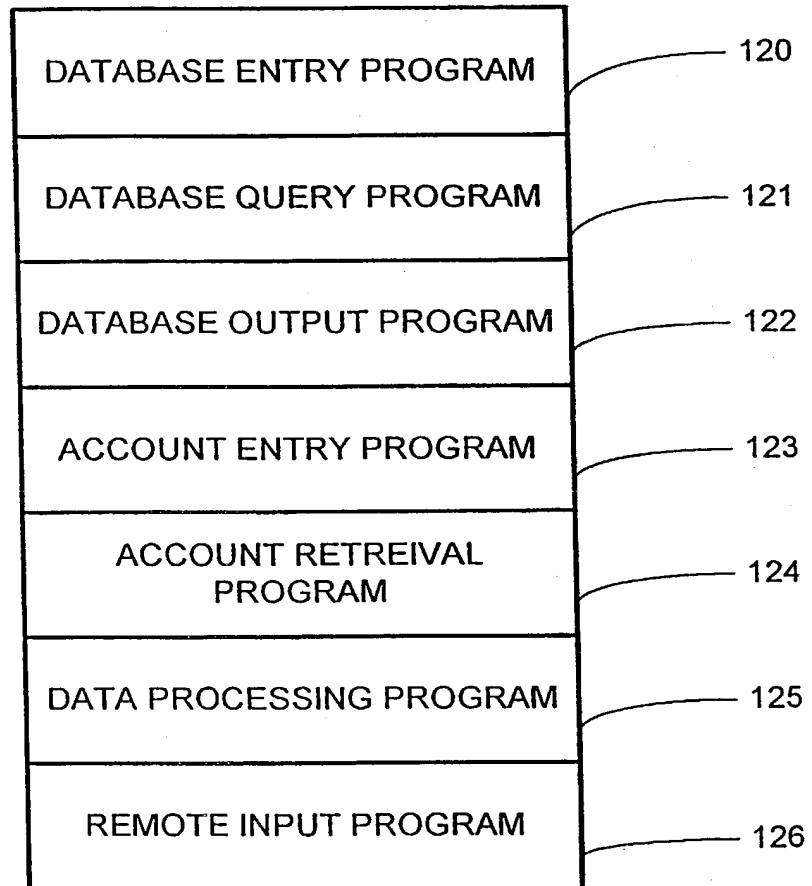 DATABASE ENTRY PROGRAM 120
DATABASE QUERY PROGRAM 121
DATABASE OUTPUT PROGRAM 122
ACCOUNT ENTRY PROGRAM 123
ACCOUNT RETREIVAL
PROGRAM 124
DATA PROCESSING PROGRAM 125
REMOTE INPUT PROGRAM 126